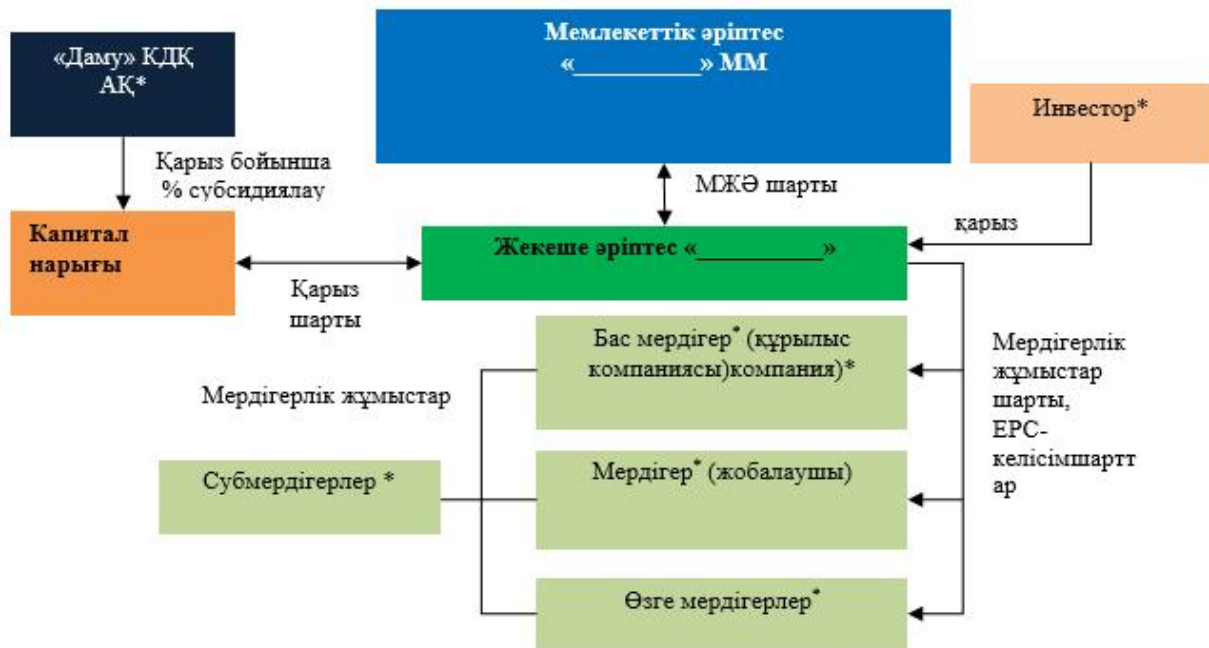 «Даму» КДҚ
АҚ*
Мемлекеттік әріптес
«__________» ММ
Инвестор*
Қарыз бойынша
% субсидиялау
МЖӘ шарты
қарыз
Капитал
нарығы
Жекеше әріптес «__________»
Қарыз
шарты
Бас мердігер* (құрылыс
компаниясы)компания)*
Мердігерлік
жұмыстар
шарты,
EPC-
келісімшартт
ар
Мердігерлік жұмыстар
Субмердігерлер *
Мердігер* (жобалаушы)
Өзге мердігерлер*